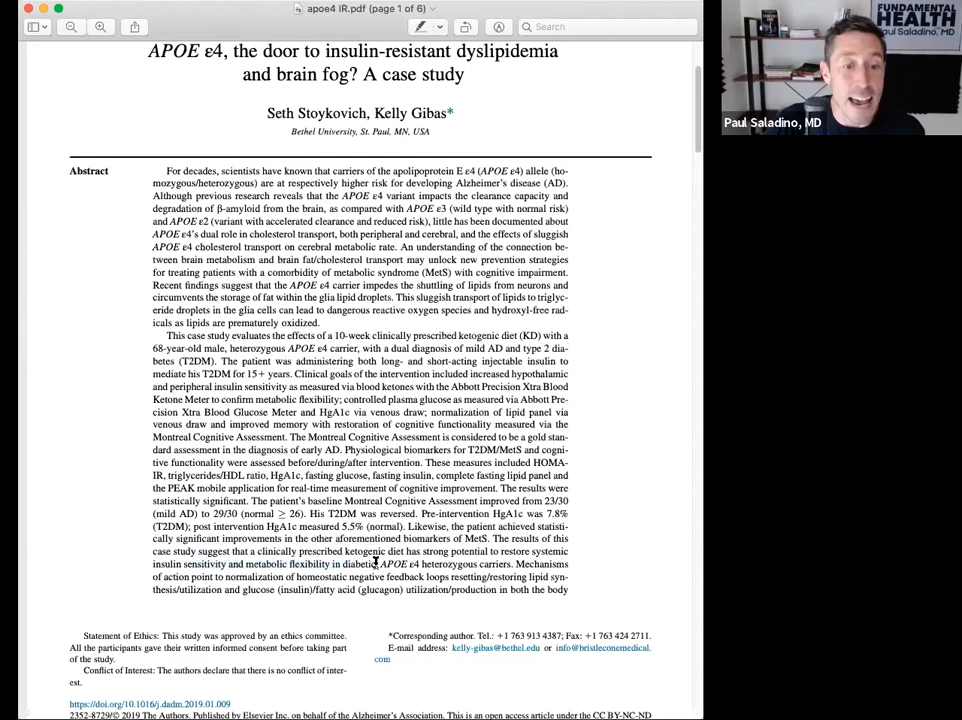 apoe4 IR.pdf (page 1 of 6)
Search
APOE ε4, the door to insulin-resistant dyslipidemia
and brain fog? A case study
Seth Stoykovich, Kelly Gibas*
Bethel University, St. Paul, MN, USA
Abstract
For decades, scientists have known that carriers of the apolipoprotein E ε4 (APOE ε4) allele (ho-
mozygous/heterozygous) are at respectively higher risk for developing Alzheimer's disease (AD).
Although previous research reveals that the APOE ε4 variant impacts the clearance capacity and
degradation of β-amyloid from the brain, as compared with APOE ε3 (wild type with normal risk)
and APOE ε2 (variant with accelerated clearance and reduced risk), little has been documented about
APOE ε4's dual role in cholesterol transport, both peripheral and cerebral, and the effects of sluggish
APOE ε4 cholesterol transport on cerebral metabolic rate. An understanding of the connection be-
tween brain metabolism and brain fat/cholesterol transport may unlock new prevention strategies
for treating patients with a comorbidity of metabolic syndrome (MetS) with cognitive impairment.
Recent findings suggest that the APOE ε4 carrier impedes the shuttling of lipids from neurons and
circumvents the storage of fat within the glia lipid droplets. This sluggish transport of lipids to triglyc-
eride droplets in the glia cells can lead to dangerous reactive oxygen species and hydroxyl-free rad-
icals as lipids are prematurely oxidized.
This case study evaluates the effects of a 10-week clinically prescribed ketogenic diet (KD) with a
68-year-old male, heterozygous APOE ε4 carrier, with a dual diagnosis of mild AD and type 2 dia-
betes (T2DM). The patient was administering both long- and short-acting injectable insulin to
mediate his T2DM for 15+ years. Clinical goals of the intervention included increased hypothalamic
and peripheral insulin sensitivity as measured via blood ketones with the Abbott Precision Xtra Blood
Ketone Meter to confirm metabolic flexibility; controlled plasma glucose as measured via Abbott Pre-
cision Xtra Blood Glucose Meter and HgA1c via venous draw; normalization of lipid panel via
venous draw and improved memory with restoration of cognitive functionality measured via the
Montreal Cognitive Assessment. The Montreal Cognitive Assessment is considered to be a gold stan-
dard assessment in the diagnosis of early AD. Physiological biomarkers for T2DM/MetS and cogni-
tive functionality were assessed before/during/after intervention. These measures included HOMA-
IR, triglycerides/HDL ratio, HgA1c, fasting glucose, fasting insulin, complete fasting lipid panel and
the PEAK mobile application for real-time measurement of cognitive improvement. The results were
statistically significant. The patient's baseline Montreal Cognitive Assessment improved from 23/30
(mild AD) to 29/30 (normal ≥ 26). His T2DM was reversed. Pre-intervention HgA1c was 7.8%
(T2DM); post intervention HgA1c measured 5.5% (normal). Likewise, the patient achieved statisti-
cally significant improvements in the other aforementioned biomarkers of MetS. The results of this
case study suggest that a clinically prescribed ketogenic diet has strong potential to restore systemic
insulin sensitivity and metabolic flexibility in diabetic, APOE ε4 heterozygous carriers. Mechanisms
of action point to normalization of homeostatic negative feedback loops resetting/restoring lipid syn-
thesis/utilization and glucose (insulin)/fatty acid (glucagon) utilization/production in both the body
Statement of Ethics: This study was approved by an ethics committee.
All the participants gave their written informed consent before taking part
of the study.
Conflict of Interest: The authors declare that there is no conflict of inter-
est.
*Corresponding author. Tel.: +1 763 913 4387; Fax: +1 763 424 2711.
E-mail address: kelly-gibas@bethel.edu or info@bristleconemedical.
com
https://doi.org/10.1016/j.dadm.2019.01.009
2352-8729/© 2019 The Authors. Published by Elsevier Inc. on behalf of the Alzheimer's Association. This is an open access article under the CC BY-NC-ND
FUNDAMENTAL
HEALTH
Paul Saladino, MD
Paul Saladino, MD